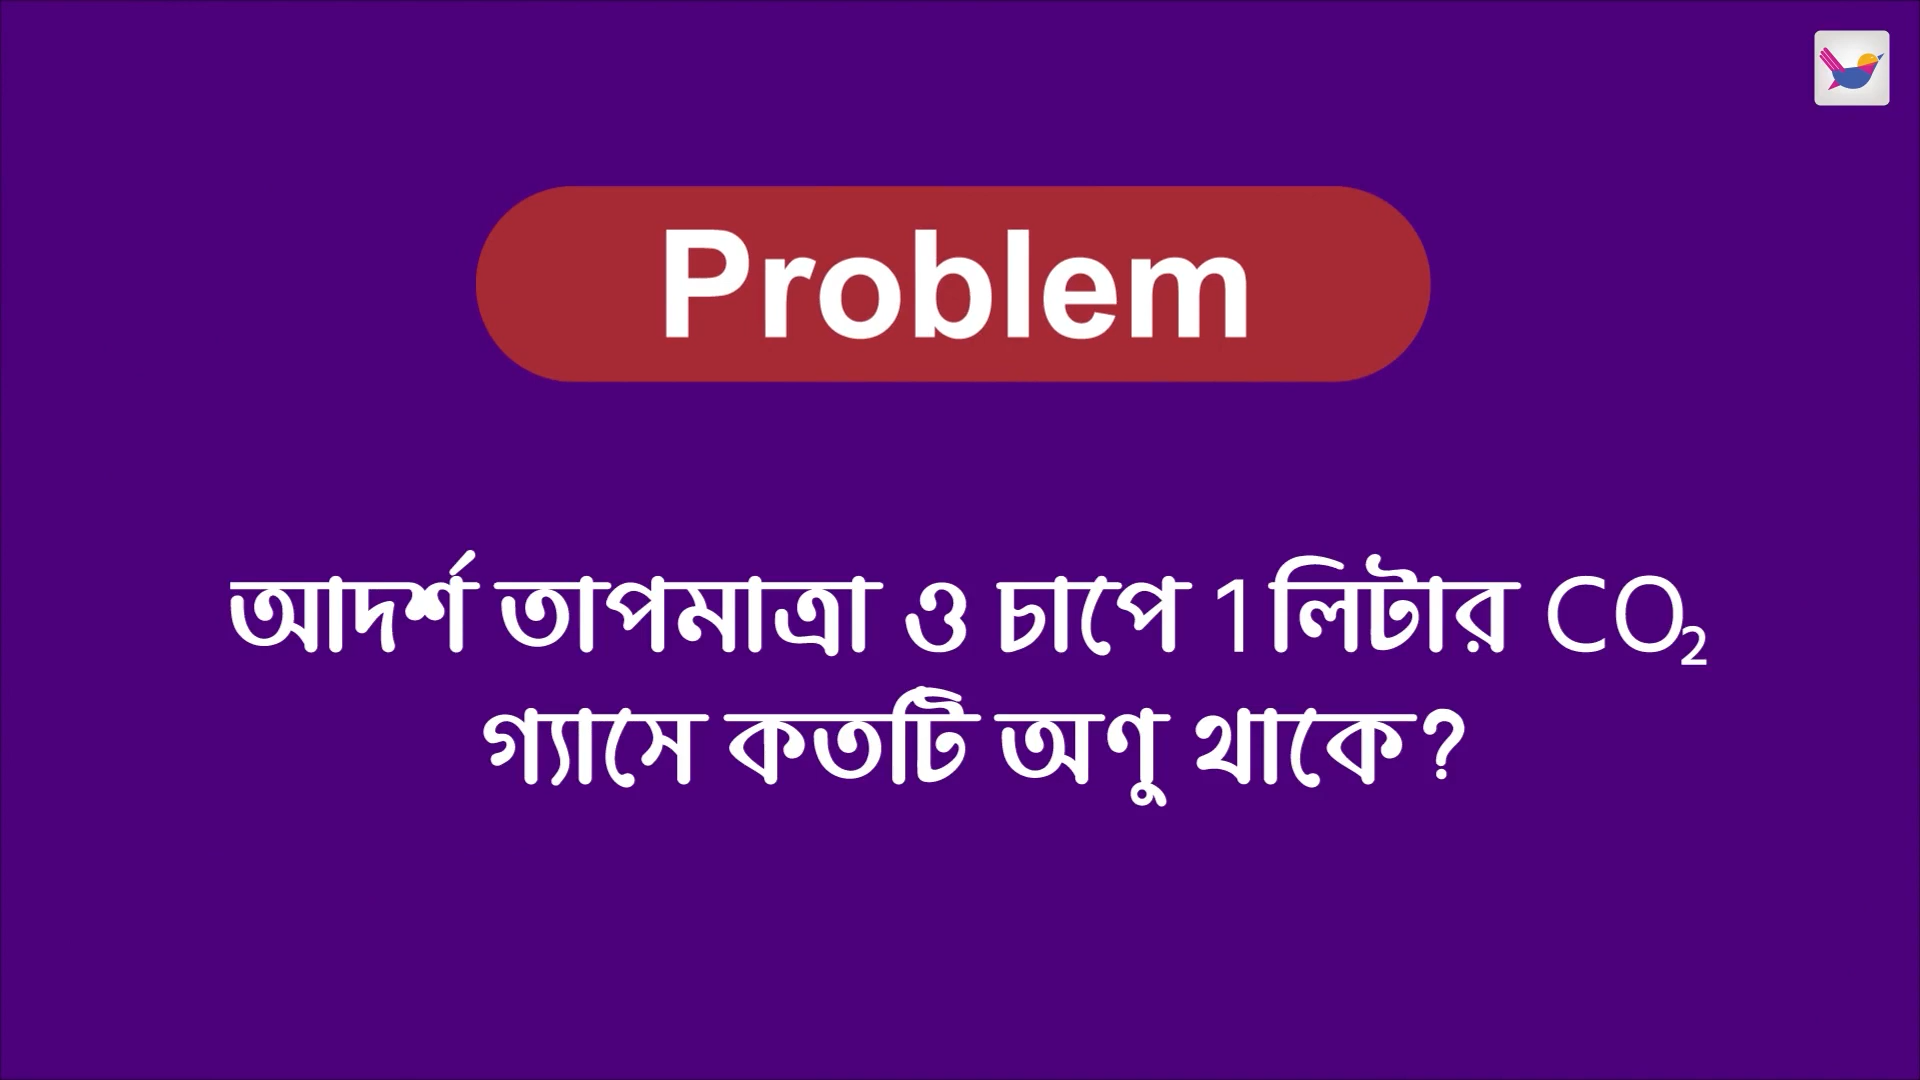 Problem
আদর্শ তাপমাত্রা ও চাপে 1 লিটার CO₂
গ্যাসে কতটি অণু থাকে?